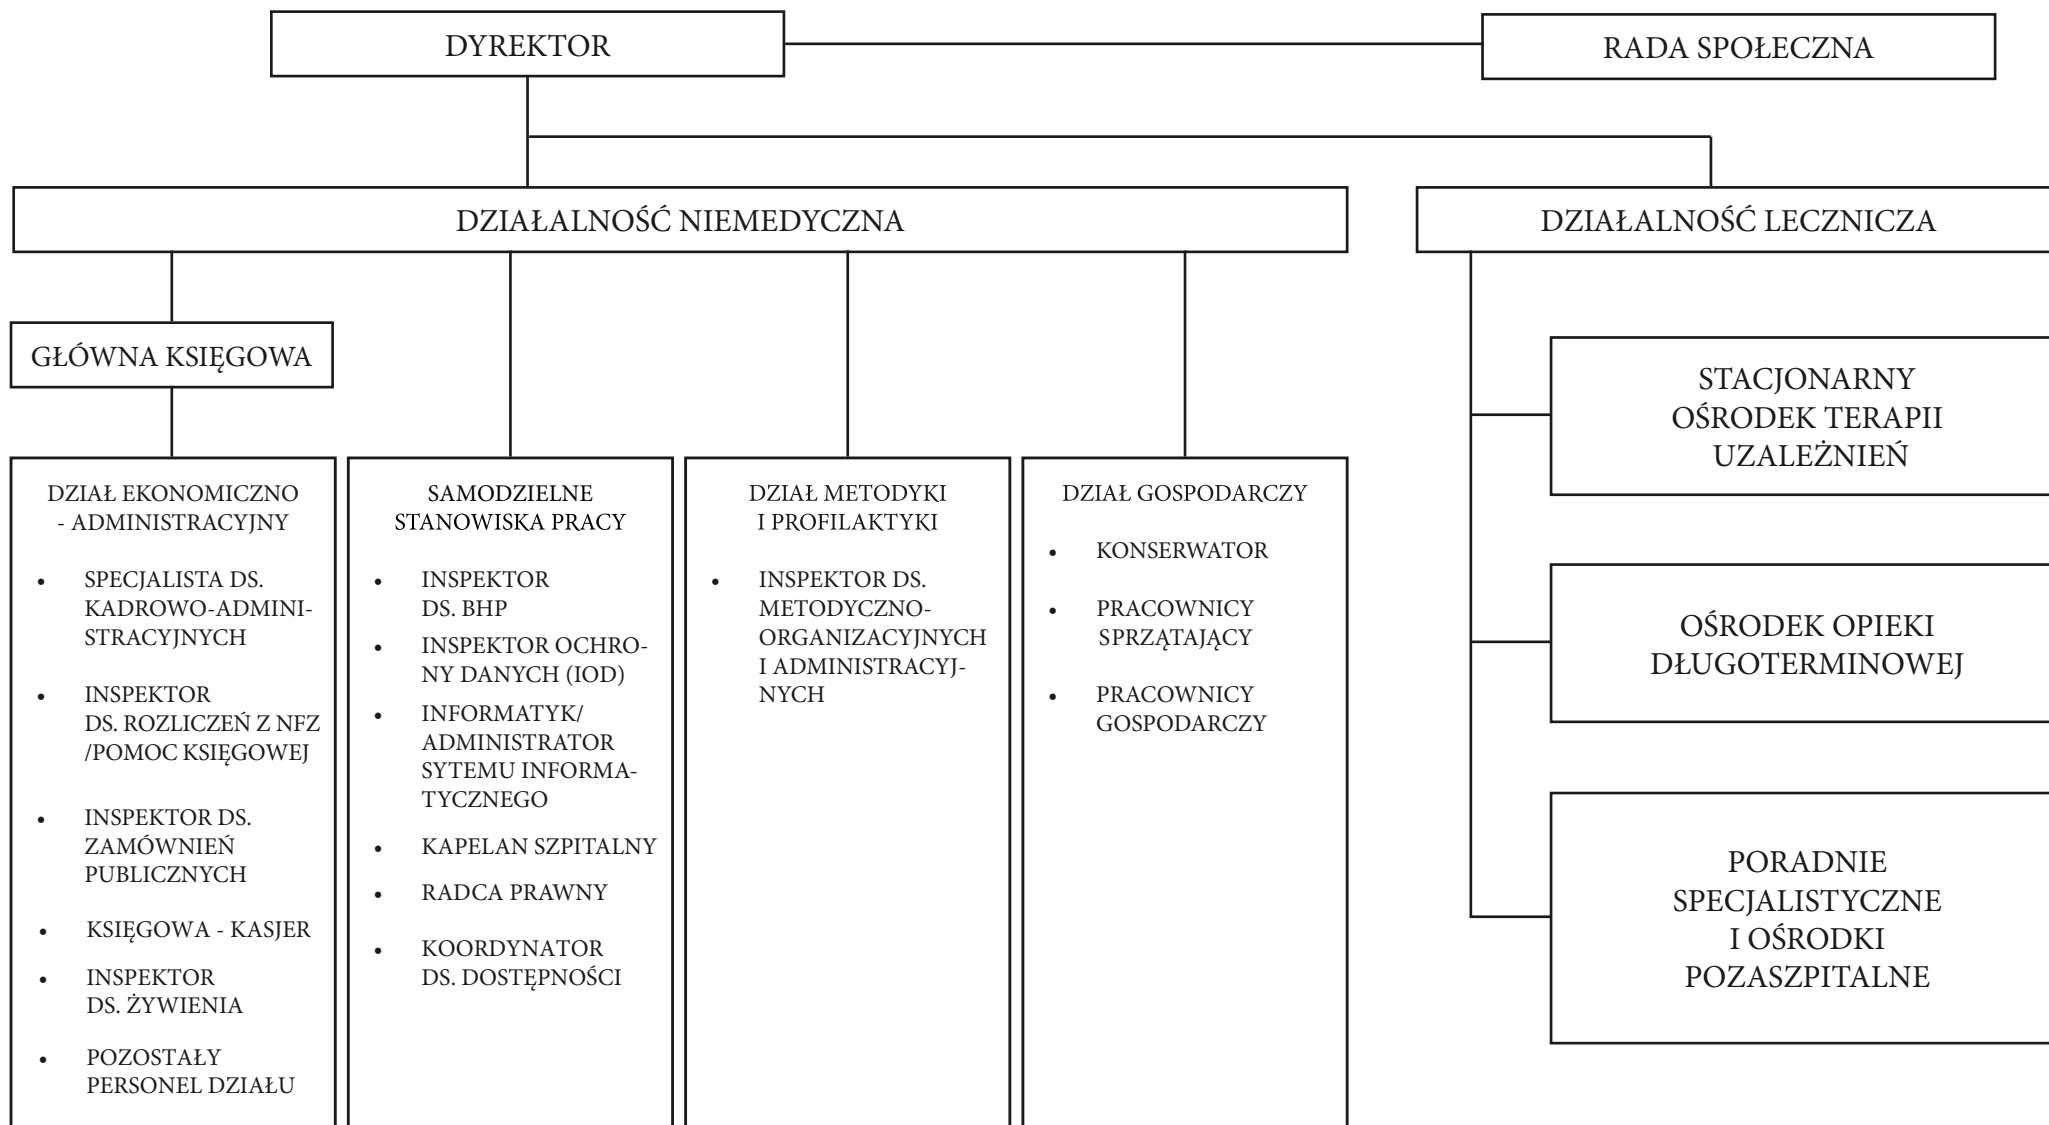 DYREKTOR
RADA SPOŁECZNA
DZIAŁALNOŚĆ NIEMEDYCZNA
DZIAŁALNOŚĆ LECZNICZA
GŁÓWNA KSIĘGOWA
DZIAŁ EKONOMICZNO
- ADMINISTRACYJNY
• SPECJALISTA DS.
KADROWO-ADMINI-
STRACYJNYCH
• INSPEKTOR
DS. ROZLICZEŃ Z NFZ
/POMOC KSIĘGOWEJ
• INSPEKTOR DS.
ZAMÓWNIEŃ
PUBLICZNYCH
• KSIĘGOWA - KASJER
• INSPEKTOR
DS. ŻYWIENIA
• POZOSTAŁY
PERSONEL DZIAŁU
SAMODZIELNE
STANOWISKA PRACY
• INSPEKTOR
DS. BHP
• INSPEKTOR OCHRO-
NY DANYCH (IOD)
• INFORMATYK/
ADMINISTRATOR
SYTEMU INFORMA-
TYCZNEGO
• KAPELAN SZPITALNY
• RADCA PRAWNY
• KOORDYNATOR
DS. DOSTĘPNOŚCI
DZIAŁ METODYKI
I PROFILAKTYKI
• INSPEKTOR DS.
METODYCZNO-
ORGANIZACYJNYCH
I ADMINISTRACYJ-
NYCH
DZIAŁ GOSPODARCZY
• KONSERWATOR
• PRACOWNICY
SPRZĄTAJĄCY
• PRACOWNICY
GOSPODARCZY
STACJONARNY
OŚRODEK TERAPII
UZALEŻNIEŃ
OŚRODEK OPIEKI
DŁUGOTERMINOWEJ
PORADNIE
SPECJALISTYCZNE
I OŚRODKI
POZASZPITALNE